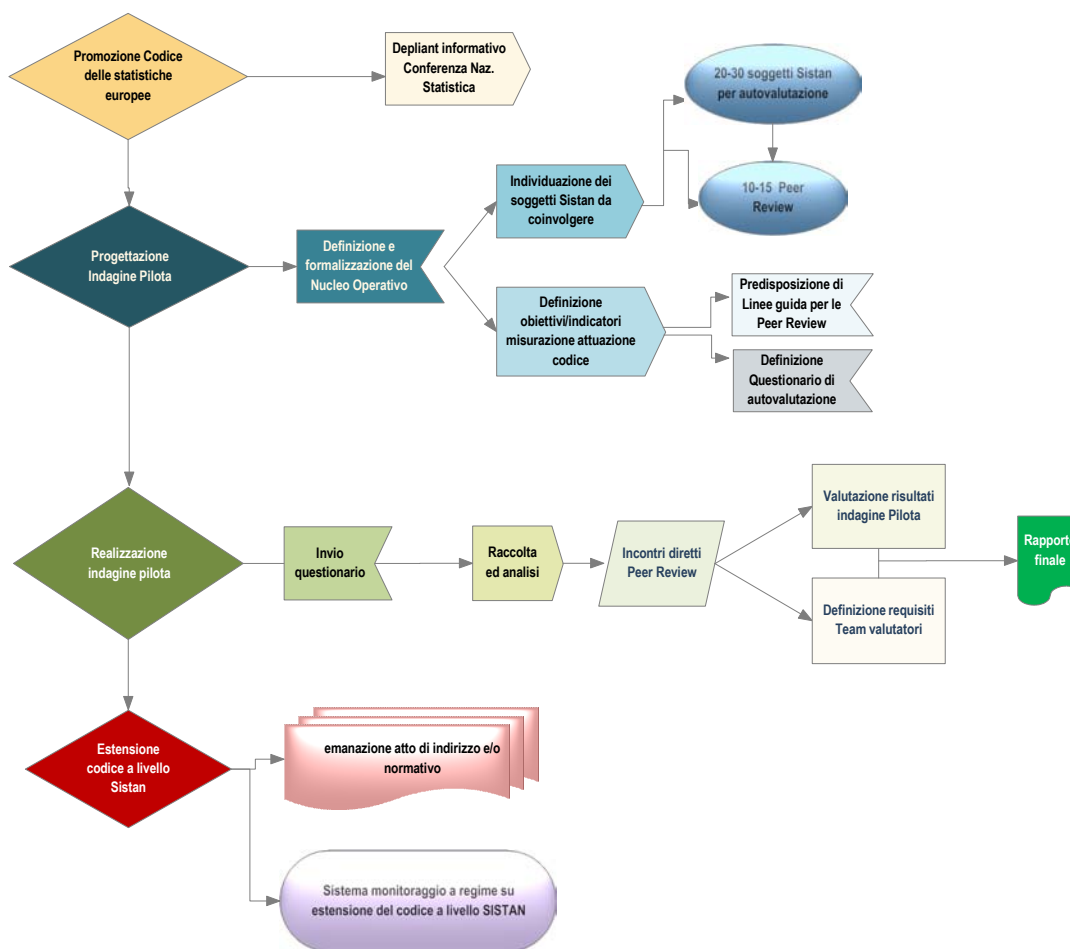 Promozione Codice
delle statistiche
europee
Depliant informativo
Conferenza Naz.
Statistica
20-30 soggetti Sistan
per autovalutazione
10-15 Peer
Review
Individuazione dei
soggetti Sistan da
coinvolgere
Progettazione
Indagine Pilota
Definizione e
formalizzazione del
Nucleo Operativo
Definizione
obiettivi/indicatori
misurazione attuazione
codice
Predisposizione di
Linee guida per le
Peer Review
Definizione
Questionario di
autovalutazione
Realizzazione
indagine pilota
Invio
questionario
Raccolta
ed analisi
Incontri diretti
Peer Review
Valutazione risultati
indagine Pilota
Definizione requisiti
Team valutatori
Rapporto
finale
Estensione
codice a livello
Sistan
emanazione atto di indirizzo e/o
normativo
Sistema monitoraggio a regime su
estensione del codice a livello SISTAN